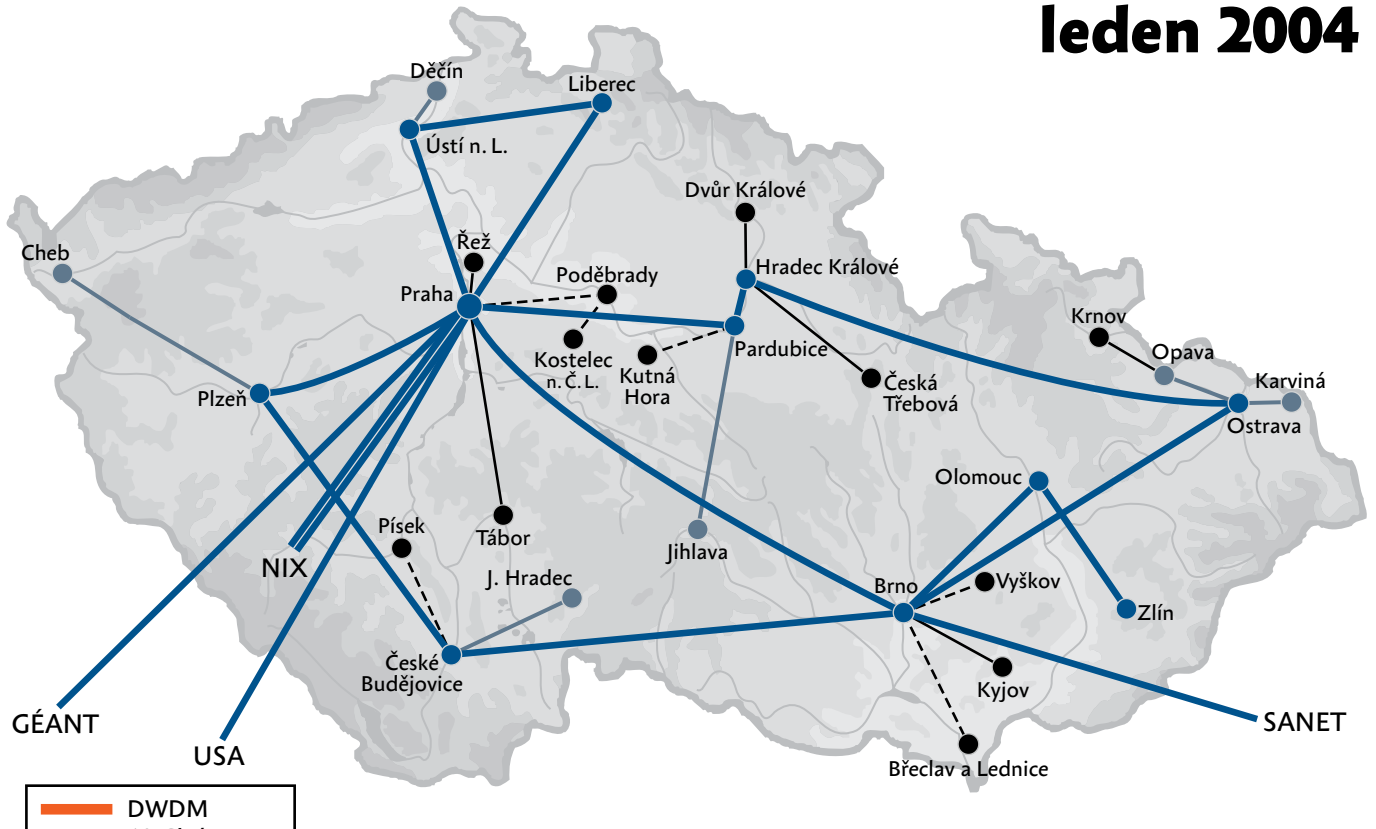 leden 2004
Děčín
Liberec
Ústí n. L.
Dvůr Králové
Řež
Cheb
Poděbrady
Hradec Králové
Praha
Krnov
Pardubice
Opava
Kostelec
n. Č. L.
Kutná
Hora
Česká
Třebová
Karviná
Plzeň
Ostrava
Olomouc
Písek
Tábor
Jihlava
NIX
J. Hradec
Brno
Vyškov
Zlín
České
Budějovice
Kyjov
GÉANT
SANET
USA
Břeclav a Lednice
DWDM